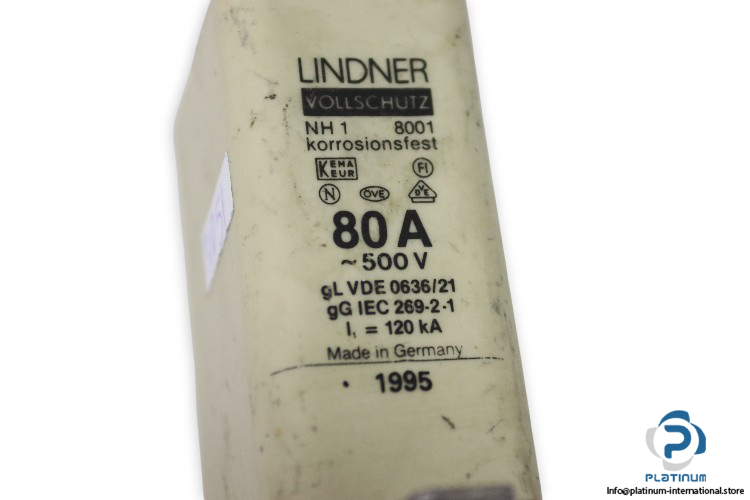 LINDNER
VOLLSCHUTZ
NH 1 8001
korrosionsfest
KEMA KEUR FI
N ÖVE VDE
80 A
~ 500 V
gL VDE 0636/21
gG IEC 269-2-1
I₁ = 120 kA
Made in Germany
· 1995
PLATINUM
Info@platinum-international.store